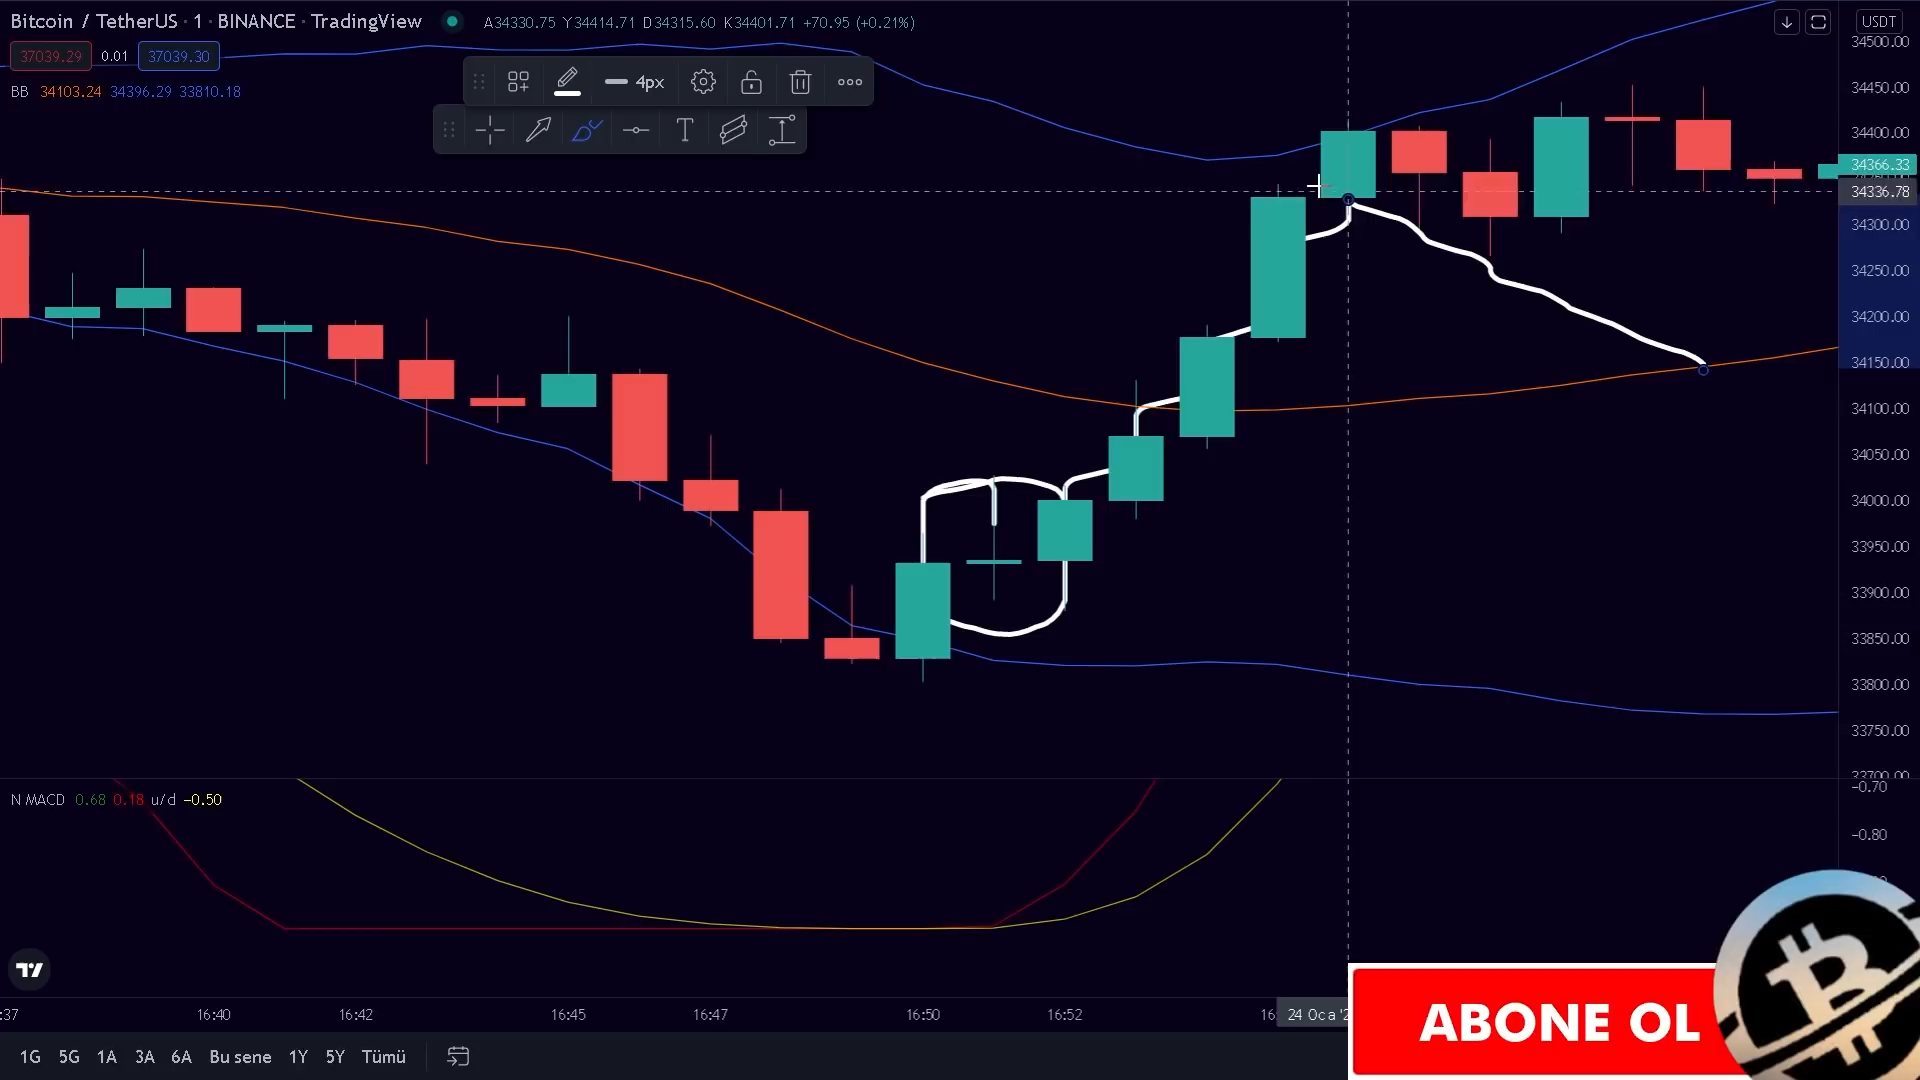 Bitcoin / TetherUS · 1 · BINANCE · TradingView A34330.75 Y34414.71 D34315.60 K34401.71 +70.95 (+0.21%) USDT
37039.29 0.01 37039.30
BB 34103.24 34396.29 33810.18
4px
T
34500.00
34450.00
34400.00
34366.33
34336.78
34300.00
34250.00
34200.00
34150.00
34100.00
34050.00
34000.00
33950.00
33900.00
33850.00
33800.00
33750.00
33700.00
N MACD 0.68 0.18 u/d −0.50
−0.70
−0.80
:37 16:40 16:42 16:45 16:47 16:50 16:52 16: 24 Oca '2
1G 5G 1A 3A 6A Bu sene 1Y 5Y Tümü
ABONE OL